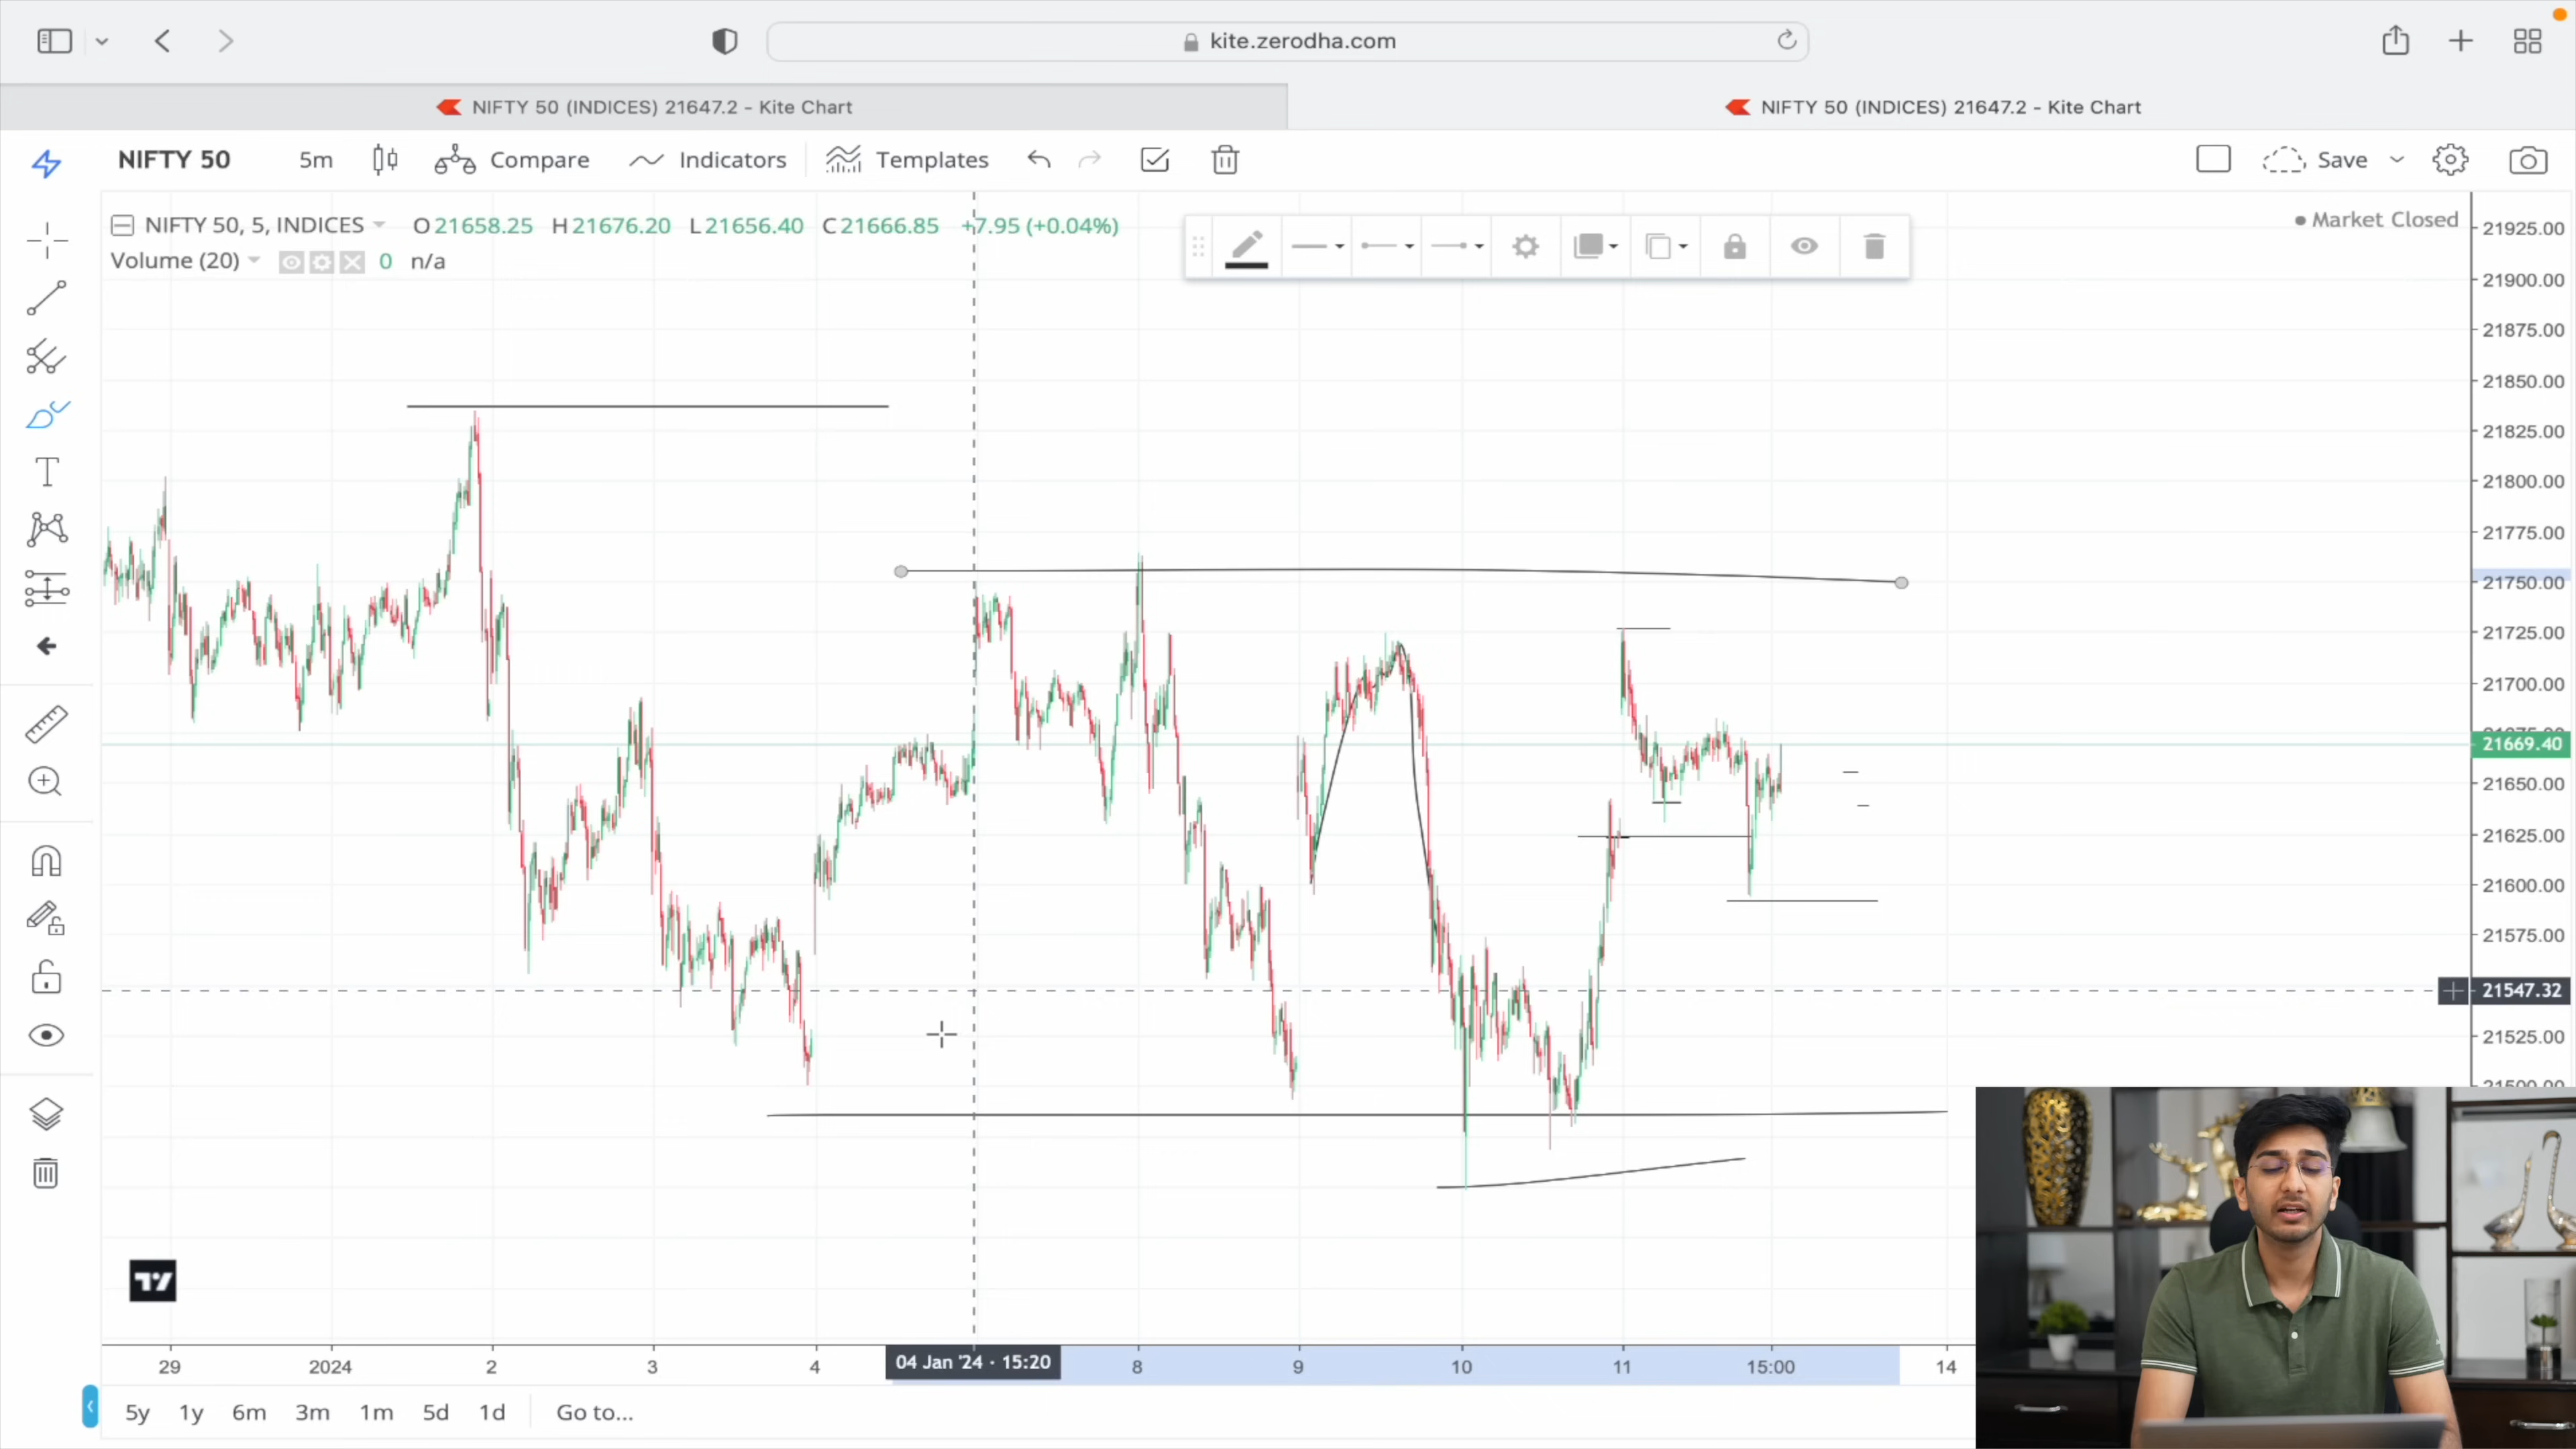 kite.zerodha.com
NIFTY 50 (INDICES) 21647.2 - Kite Chart
NIFTY 50 (INDICES) 21647.2 - Kite Chart
NIFTY 50 5m Compare Indicators Templates Save
NIFTY 50, 5, INDICES O21658.25 H21676.20 L21656.40 C21666.85 +7.95 (+0.04%)
Volume (20) 0 n/a
Market Closed
21925.00
21900.00
21875.00
21850.00
21825.00
21800.00
21775.00
21750.00
21725.00
21700.00
21669.40
21650.00
21625.00
21600.00
21575.00
21547.32
21525.00
29 2024 2 3 4 04 Jan '24 · 15:20 8 9 10 11 15:00 14
5y 1y 6m 3m 1m 5d 1d Go to...